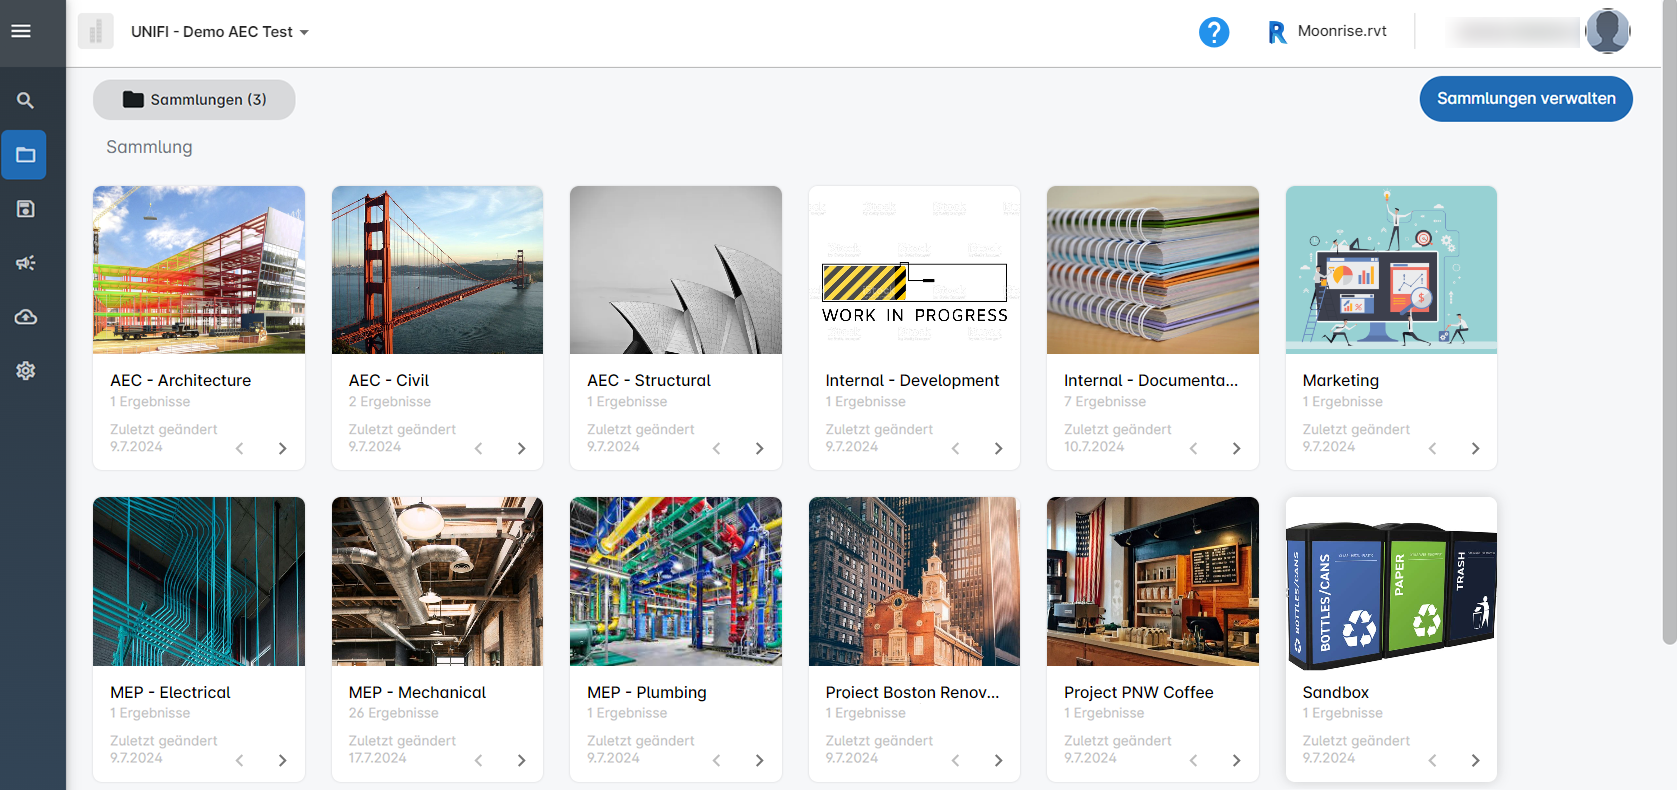 UNIFI - Demo AEC Test
Moonrise.rvt
Sammlungen (3)
Sammlungen verwalten
Sammlung
WORK IN PROGRESS
AEC - Architecture
1 Ergebnisse
Zuletzt geändert
9.7.2024
AEC - Civil
2 Ergebnisse
Zuletzt geändert
9.7.2024
AEC - Structural
1 Ergebnisse
Zuletzt geändert
9.7.2024
Internal - Development
1 Ergebnisse
Zuletzt geändert
9.7.2024
Internal - Documenta...
7 Ergebnisse
Zuletzt geändert
10.7.2024
Marketing
1 Ergebnisse
Zuletzt geändert
9.7.2024
BOTTLES/CANS
BOTTLES/CANS
PAPER
TRASH
MEP - Electrical
1 Ergebnisse
Zuletzt geändert
9.7.2024
MEP - Mechanical
26 Ergebnisse
Zuletzt geändert
17.7.2024
MEP - Plumbing
1 Ergebnisse
Zuletzt geändert
9.7.2024
Project Boston Renov...
1 Ergebnisse
Zuletzt geändert
9.7.2024
Project PNW Coffee
1 Ergebnisse
Zuletzt geändert
9.7.2024
Sandbox
1 Ergebnisse
Zuletzt geändert
9.7.2024